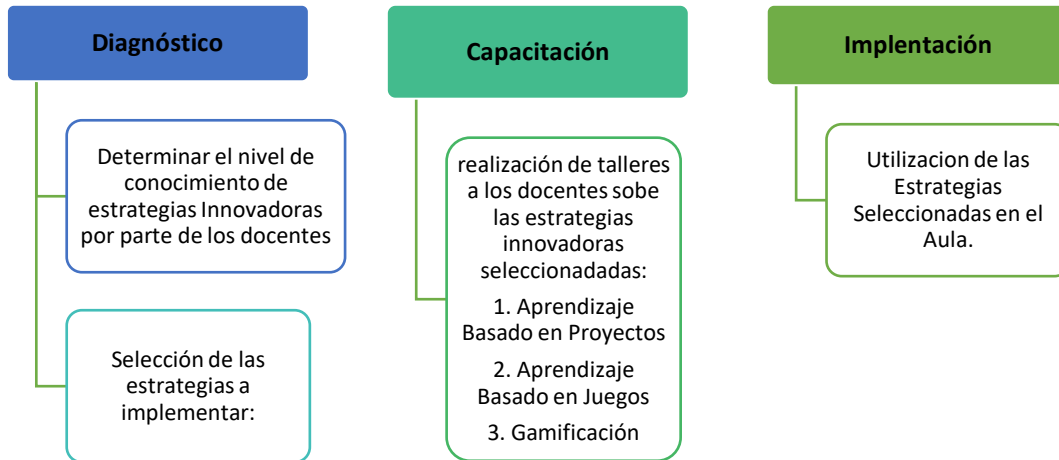 Diagnóstico
Determinar el nivel de
conocimiento de
estrategias Innovadoras
por parte de los docentes
Selección de las
estrategias a
implementar:
Capacitación
realización de talleres
a los docentes sobe
las estrategias
innovadoras
seleccionadadas:
1. Aprendizaje
Basado en Proyectos
2. Aprendizaje
Basado en Juegos
3. Gamificación
Implentación
Utilizacion de las
Estrategias
Seleccionadas en el
Aula.